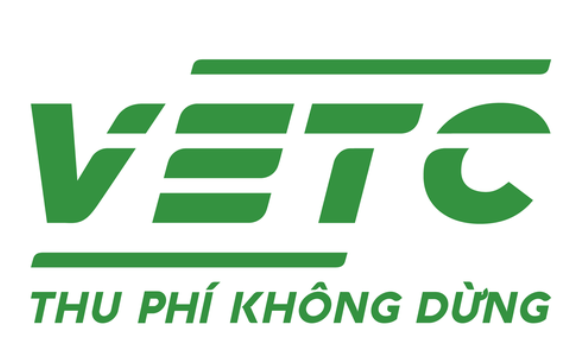 VETC
THU PHÍ KHÔNG DỪNG